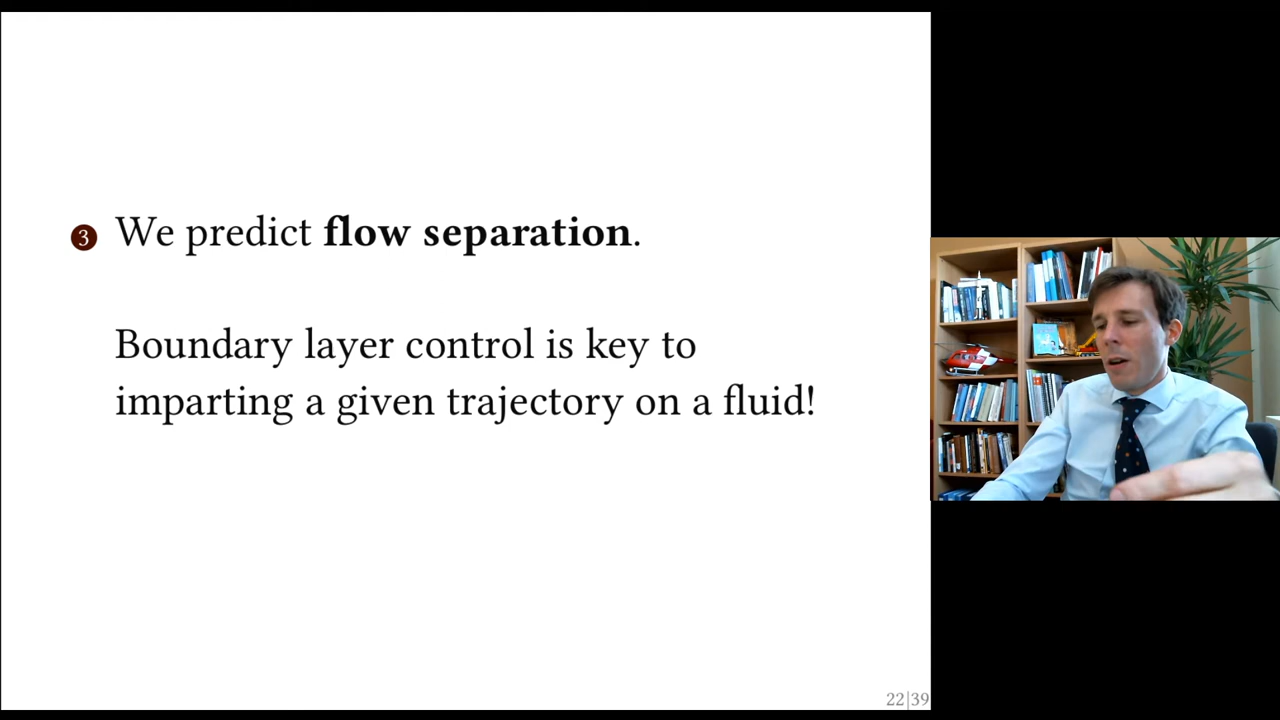 3 We predict flow separation.
Boundary layer control is key to
imparting a given trajectory on a fluid!
22|39